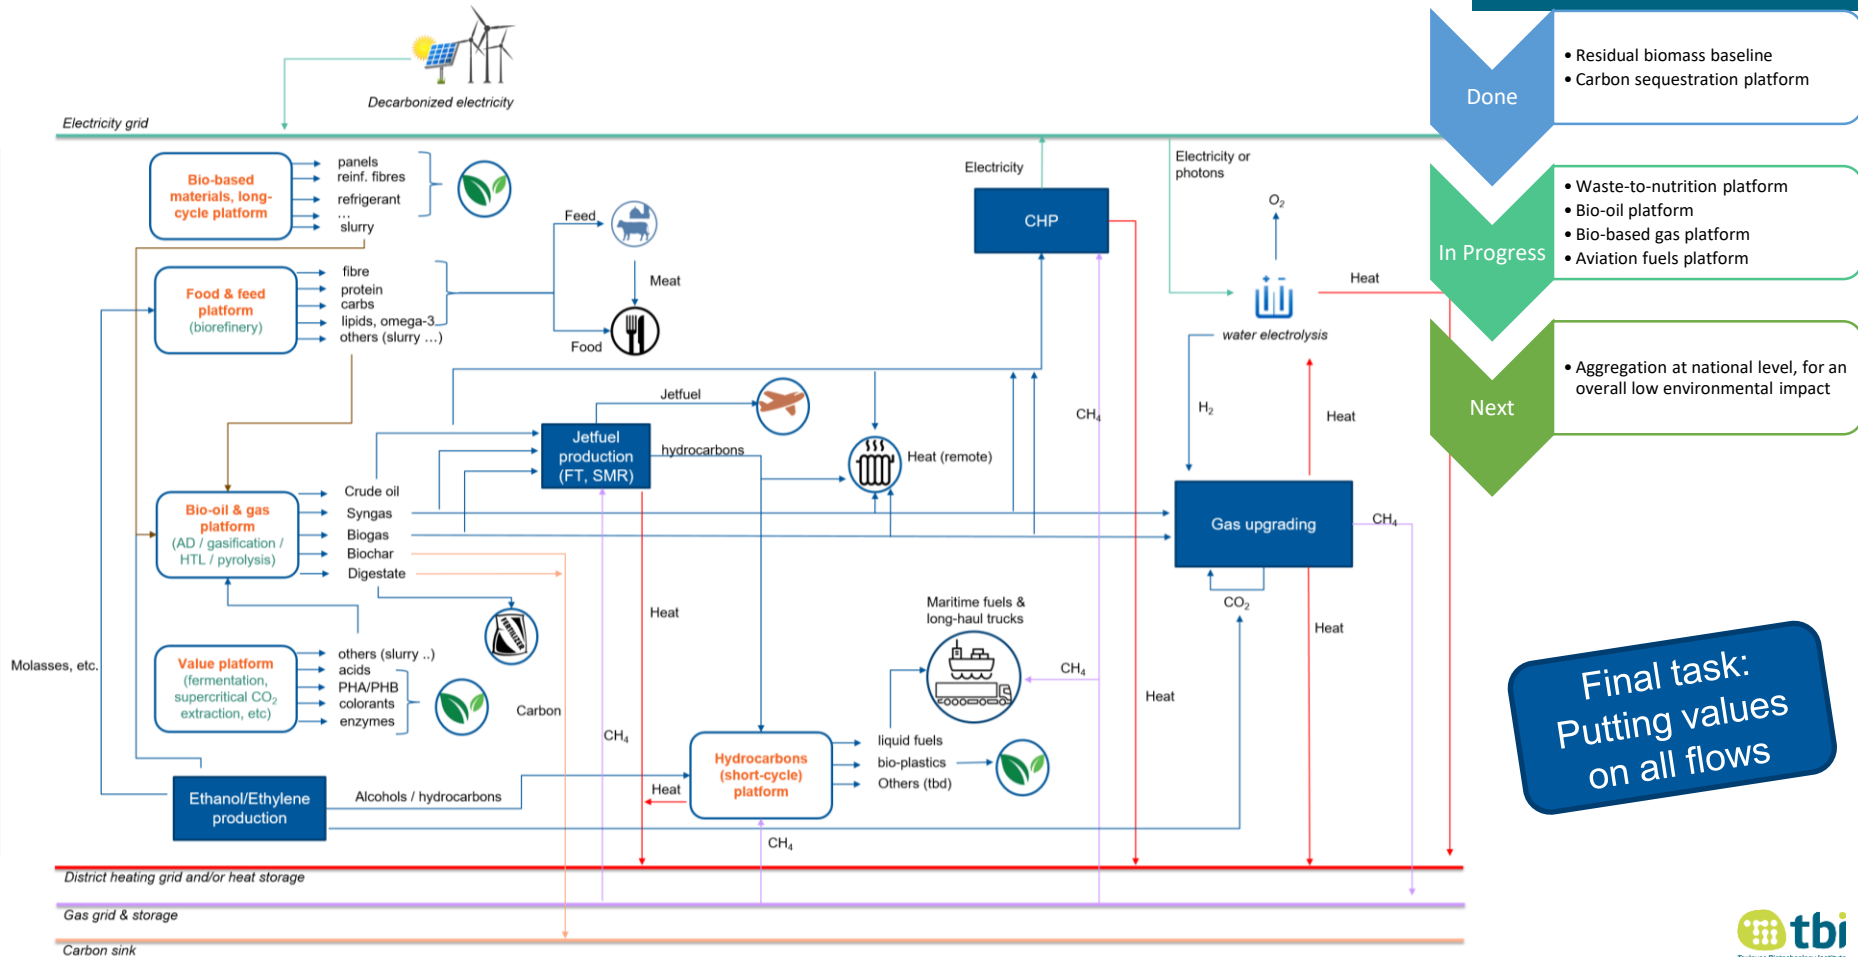 Decarbonized electricity
Electricity grid
Bio-based
materials, long-
cycle platform
panels
reinf. fibres
refrigerant
...
slurry
Food & feed
platform
(biorefinery)
fibre
protein
carbs
lipids, omega-3
others (slurry ...)
Feed
Meat
Food
Electricity
CHP
Electricity or
photons
O2
+ -
water electrolysis
Heat
H2
Heat
CH4
Jetfuel
Jetfuel
production
(FT, SMR)
hydrocarbons
Heat (remote)
Bio-oil & gas
platform
(AD / gasification /
HTL / pyrolysis)
Crude oil
Syngas
Biogas
Biochar
Digestate
Gas upgrading
CH4
CO2
Heat
FERTILIZER
Heat
Maritime fuels &
long-haul trucks
CH4
Heat
Molasses, etc.
Value platform
(fermentation,
supercritical CO2
extraction, etc)
others (slurry ..)
acids
PHA/PHB
colorants
enzymes
Carbon
CH4
Hydrocarbons
(short-cycle)
platform
liquid fuels
bio-plastics
Others (tbd)
Heat
CH4
Ethanol/Ethylene
production
Alcohols / hydrocarbons
District heating grid and/or heat storage
Gas grid & storage
Carbon sink
Done
• Residual biomass baseline
• Carbon sequestration platform
In Progress
• Waste-to-nutrition platform
• Bio-oil platform
• Bio-based gas platform
• Aviation fuels platform
Next
• Aggregation at national level, for an
overall low environmental impact
Final task:
Putting values
on all flows
tbi
Toulouse Biotechnology Institute